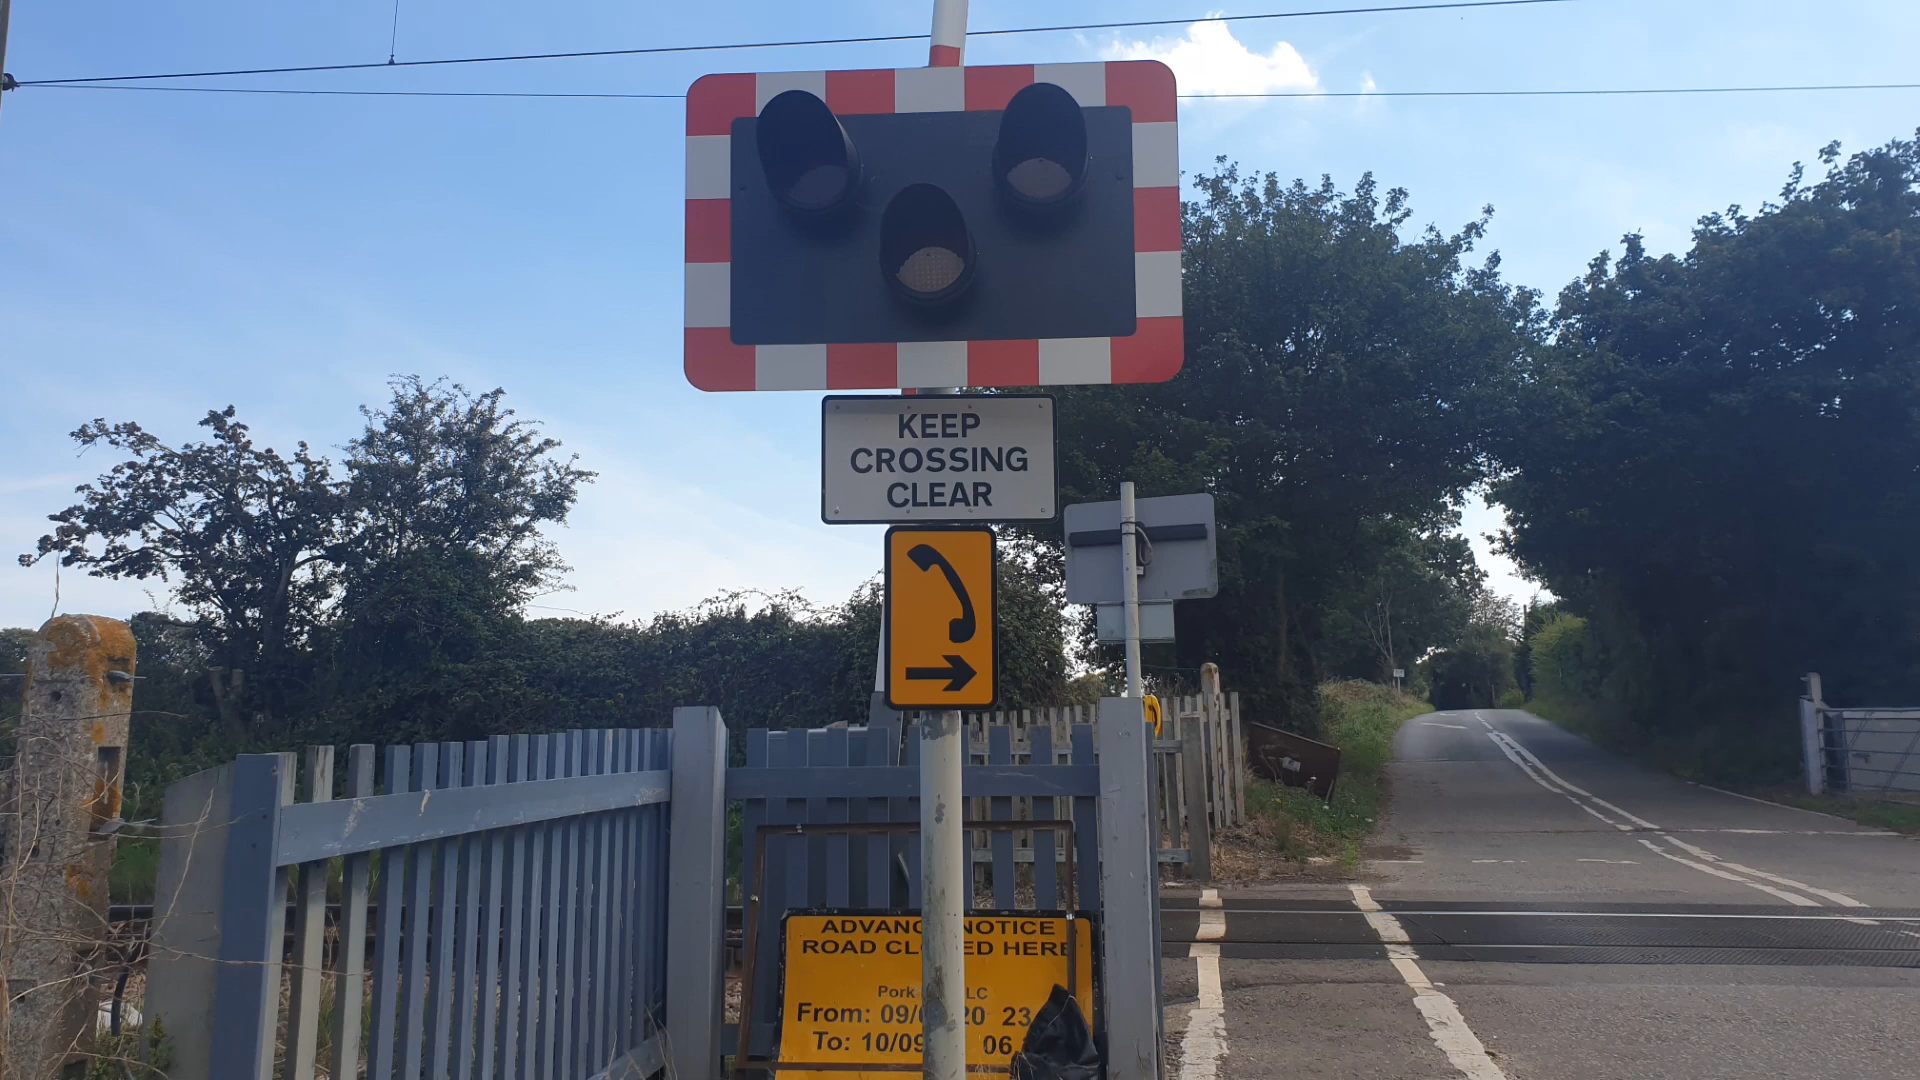 KEEP
CROSSING
CLEAR
ADVANC NOTICE
ROAD CL ED HERE
Pork LC
From: 09/ 20 23
To: 10/09 06